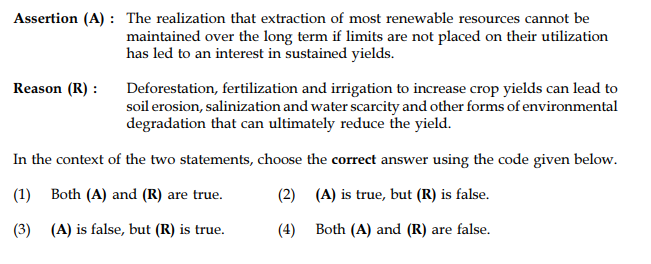 Assertion (A) : The realization that extraction of most renewable resources cannot be
maintained over the long term if limits are not placed on their utilization
has led to an interest in sustained yields.
Reason (R) : Deforestation, fertilization and irrigation to increase crop yields can lead to
soil erosion, salinization and water scarcity and other forms of environmental
degradation that can ultimately reduce the yield.
In the context of the two statements, choose the correct answer using the code given below.
(1) Both (A) and (R) are true. (2) (A) is true, but (R) is false.
(3) (A) is false, but (R) is true. (4) Both (A) and (R) are false.